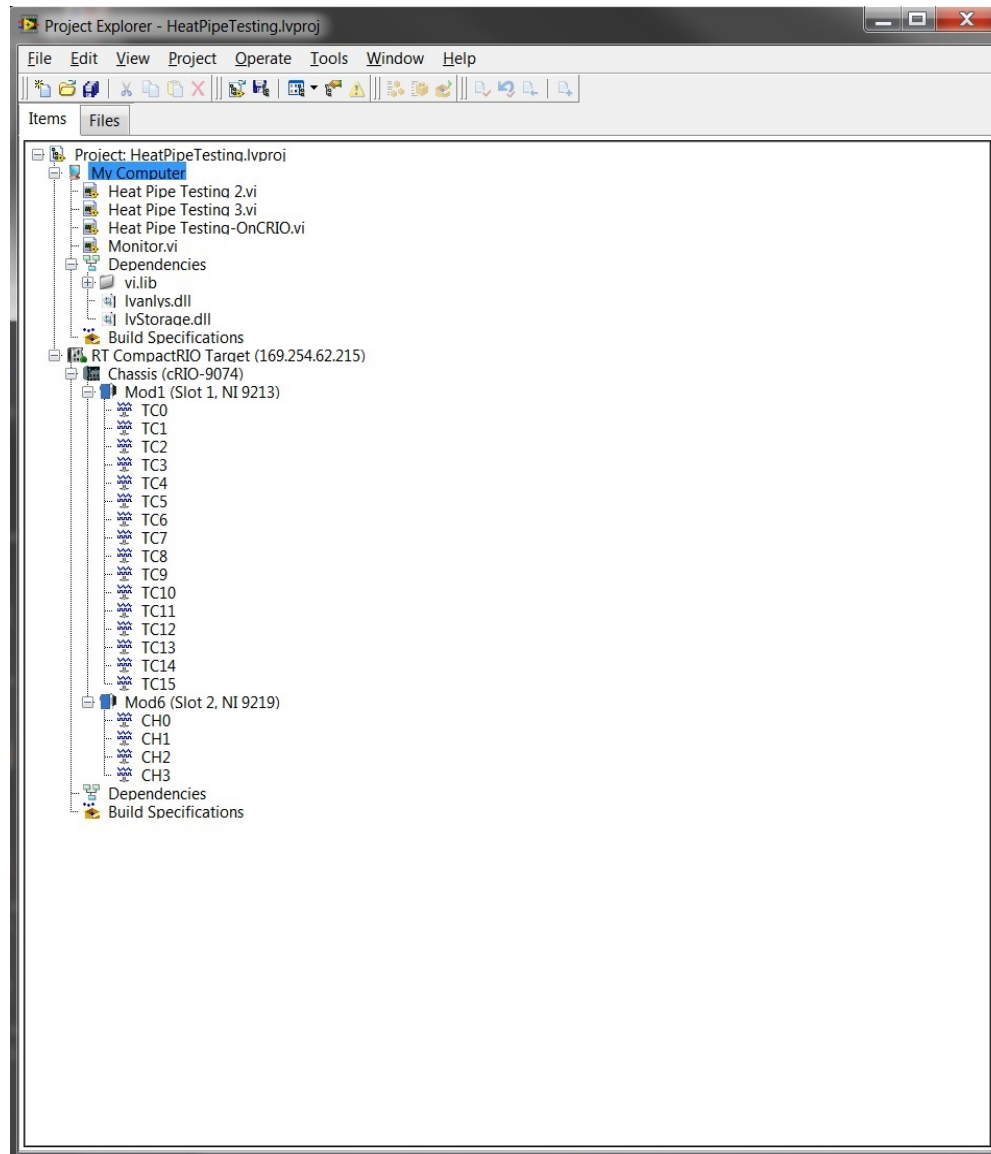 Project Explorer - HeatPipeTesting.lvproj
File Edit View Project Operate Tools Window Help
Items Files
Project: HeatPipeTesting.lvproj
My Computer
Heat Pipe Testing 2.vi
Heat Pipe Testing 3.vi
Heat Pipe Testing-OnCRIO.vi
Monitor.vi
Dependencies
vi.lib
lvanlys.dll
lvStorage.dll
Build Specifications
RT CompactRIO Target (169.254.62.215)
Chassis (cRIO-9074)
Mod1 (Slot 1, NI 9213)
TC0
TC1
TC2
TC3
TC4
TC5
TC6
TC7
TC8
TC9
TC10
TC11
TC12
TC13
TC14
TC15
Mod6 (Slot 2, NI 9219)
CH0
CH1
CH2
CH3
Dependencies
Build Specifications